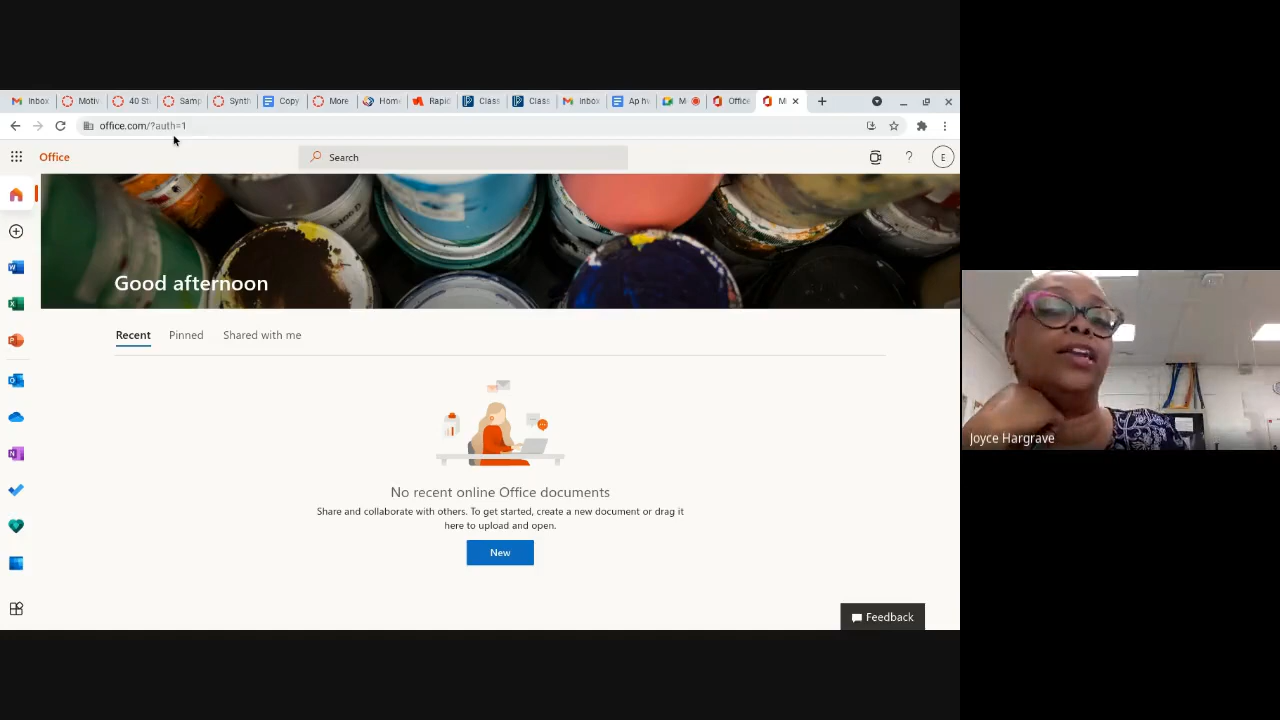 Inbox
Motiv
40 St
Samp
Synth
Copy
More
Home
Rapid
Class
Class
Inbox
Ap h
M
Office
Mi
office.com/?auth=1
Office
Search
E
Good afternoon
Recent
Pinned
Shared with me
No recent online Office documents
Share and collaborate with others. To get started, create a new document or drag it
here to upload and open.
New
Feedback
Joyce Hargrave